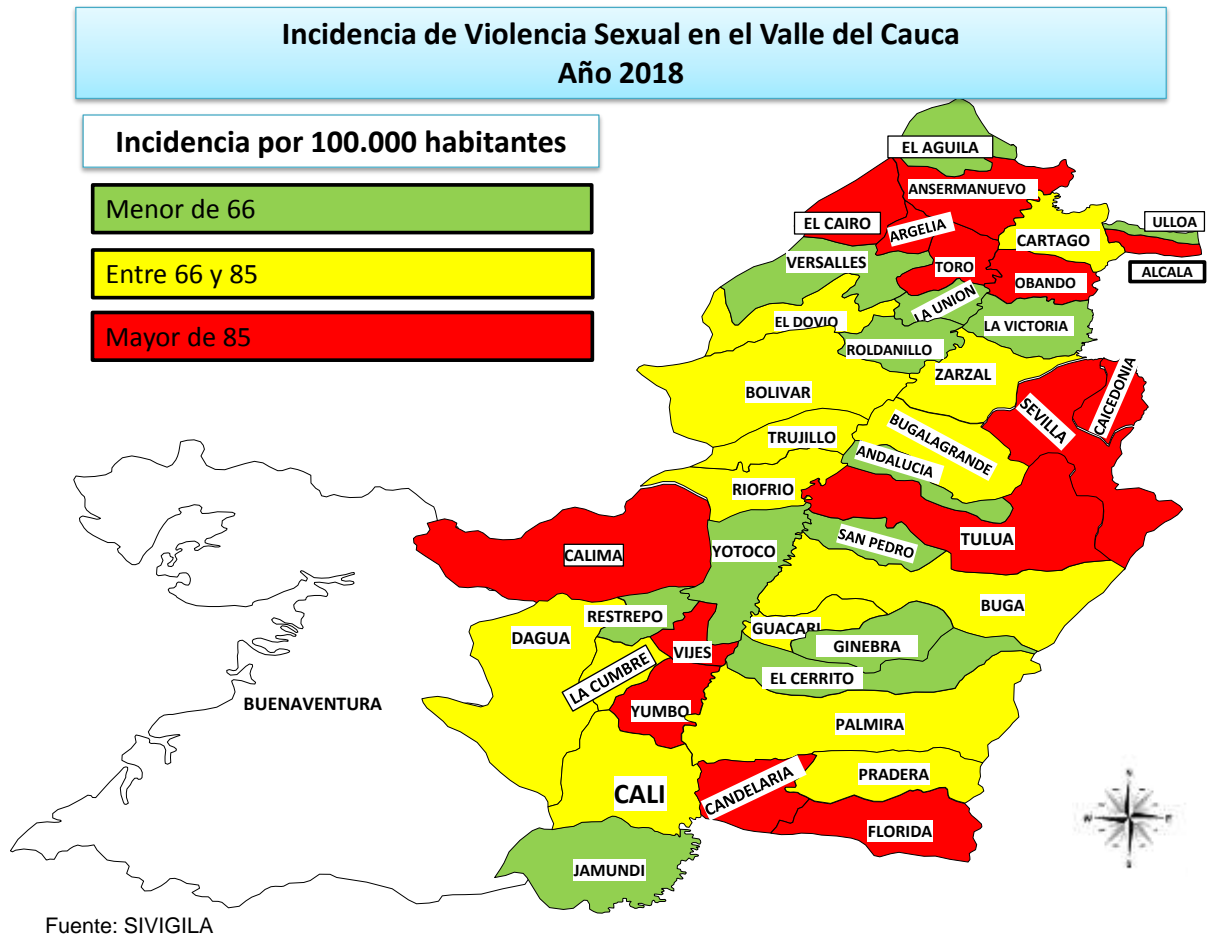 Incidencia de Violencia Sexual en el Valle del Cauca
Año 2018
Incidencia por 100.000 habitantes
Menor de 66
Entre 66 y 85
Mayor de 85
EL AGUILA
ANSERMANUEVO
EL CAIRO
ARGELIA
CARTAGO
ULLOA
ALCALA
VERSALLES
TORO
OBANDO
LA UNION
EL DOVIO
LA VICTORIA
ROLDANILLO
ZARZAL
BOLIVAR
SEVILLA
CAICEDONIA
TRUJILLO
BUGALAGRANDE
ANDALUCIA
RIOFRIO
CALIMA
YOTOCO
SAN PEDRO
TULUA
RESTREPO
BUGA
DAGUA
GUACARI
GINEBRA
VIJES
LA CUMBRE
EL CERRITO
BUENAVENTURA
YUMBO
PALMIRA
CALI
CANDELARIA
PRADERA
FLORIDA
JAMUNDI
N
W
E
S
Fuente: SIVIGILA